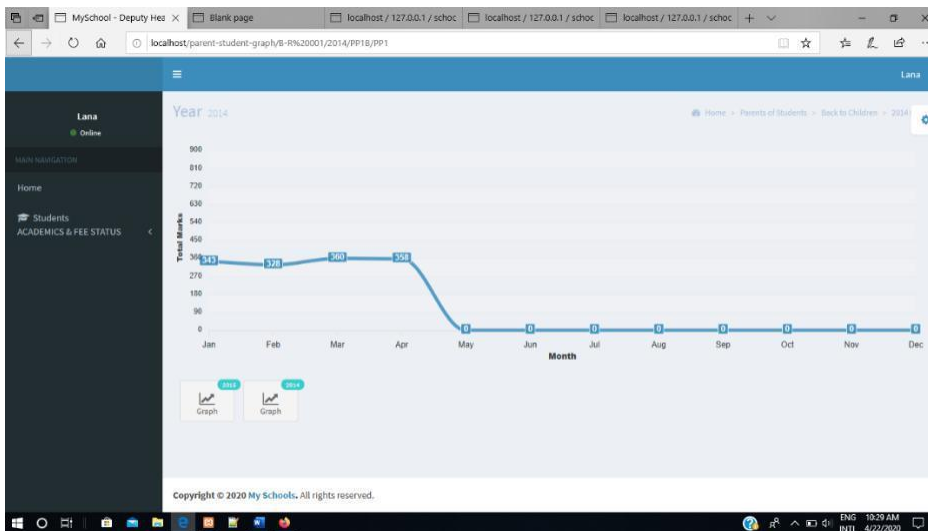 MySchool - Deputy Hea
Blank page
localhost / 127.0.0.1 / schoc
localhost / 127.0.0.1 / schoc
localhost / 127.0.0.1 / schoc
localhost/parent-student-graph/B-R%20001/2014/PP18/PP1
Lana
Lana
Online
MAIN NAVIGATION
Home
Students
ACADEMICS & FEE STATUS
Year 2014
Home > Parents of Students > Back to Children > 2014
900
810
720
630
540
450
360
270
180
90
0
Total Marks
343 328 360 358 0 0 0 0 0 0 0 0
Jan Feb Mar Apr May Jun Jul Aug Sep Oct Nov Dec
Month
2014
Graph Graph
Copyright © 2020 My Schools. All rights reserved.
ENG 10:29 AM
INTL 4/22/2020